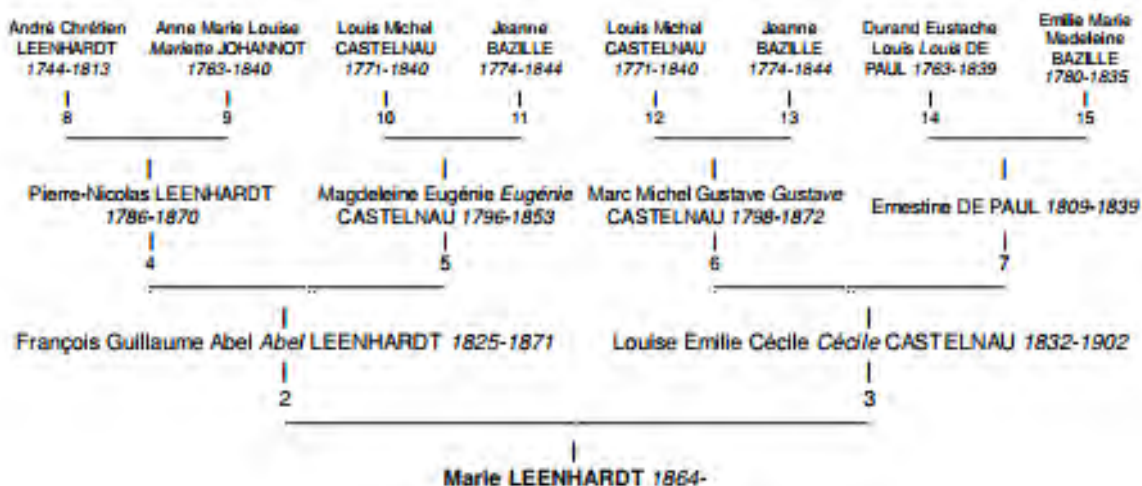 André Chrétien
LEENHARDT
1744-1813
Anne Marie Louise
Mariette JOHANNOT
1763-1840
Louis Michel
CASTELNAU
1771-1840
Jeanne
BAZILLE
1774-1844
Louis Michel
CASTELNAU
1771-1840
Jeanne
BAZILLE
1774-1844
Durand Eustache
Louis Louis DE
PAUL 1763-1839
Emilie Marie
Madeleine
BAZILLE
1780-1835
8
9
10
11
12
13
14
15
Pierre-Nicolas LEENHARDT
1786-1870
Magdeleine Eugénie Eugénie
CASTELNAU 1796-1853
Marc Michel Gustave Gustave
CASTELNAU 1798-1872
Ernestine DE PAUL 1809-1839
4
5
6
7
François Guillaume Abel Abel LEENHARDT 1825-1871
Louise Emilie Cécile Cécile CASTELNAU 1832-1902
2
3
Marie LEENHARDT 1864-